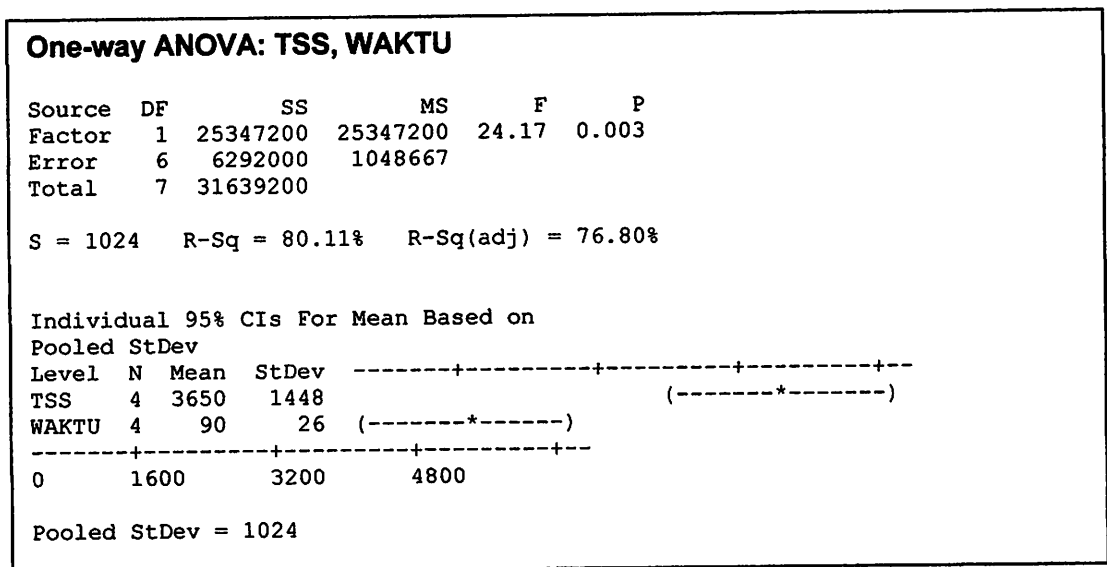 One-way ANOVA: TSS, WAKTU
Source DF SS MS F P
Factor 1 25347200 25347200 24.17 0.003
Error 6 6292000 1048667
Total 7 31639200
S = 1024 R-Sq = 80.11% R-Sq(adj) = 76.80%
Individual 95% CIs For Mean Based on
Pooled StDev
Level N Mean StDev -------+---------+---------+---------+--
TSS 4 3650 1448 (-------*-------)
WAKTU 4 90 26 (-------*------)
-------+---------+---------+---------+--
0 1600 3200 4800
Pooled StDev = 1024